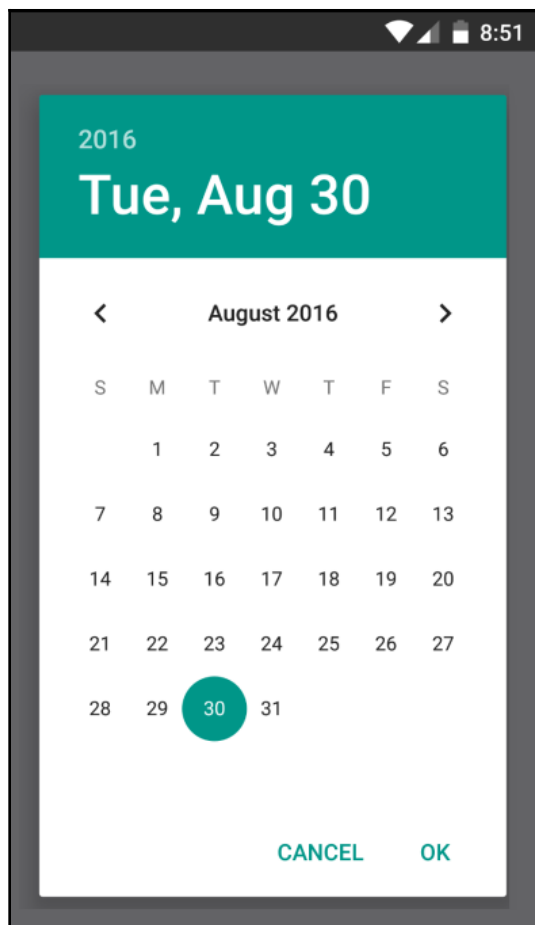 8:51
2016
Tue, Aug 30
August 2016
S M T W T F S
1 2 3 4 5 6
7 8 9 10 11 12 13
14 15 16 17 18 19 20
21 22 23 24 25 26 27
28 29 30 31
CANCEL OK